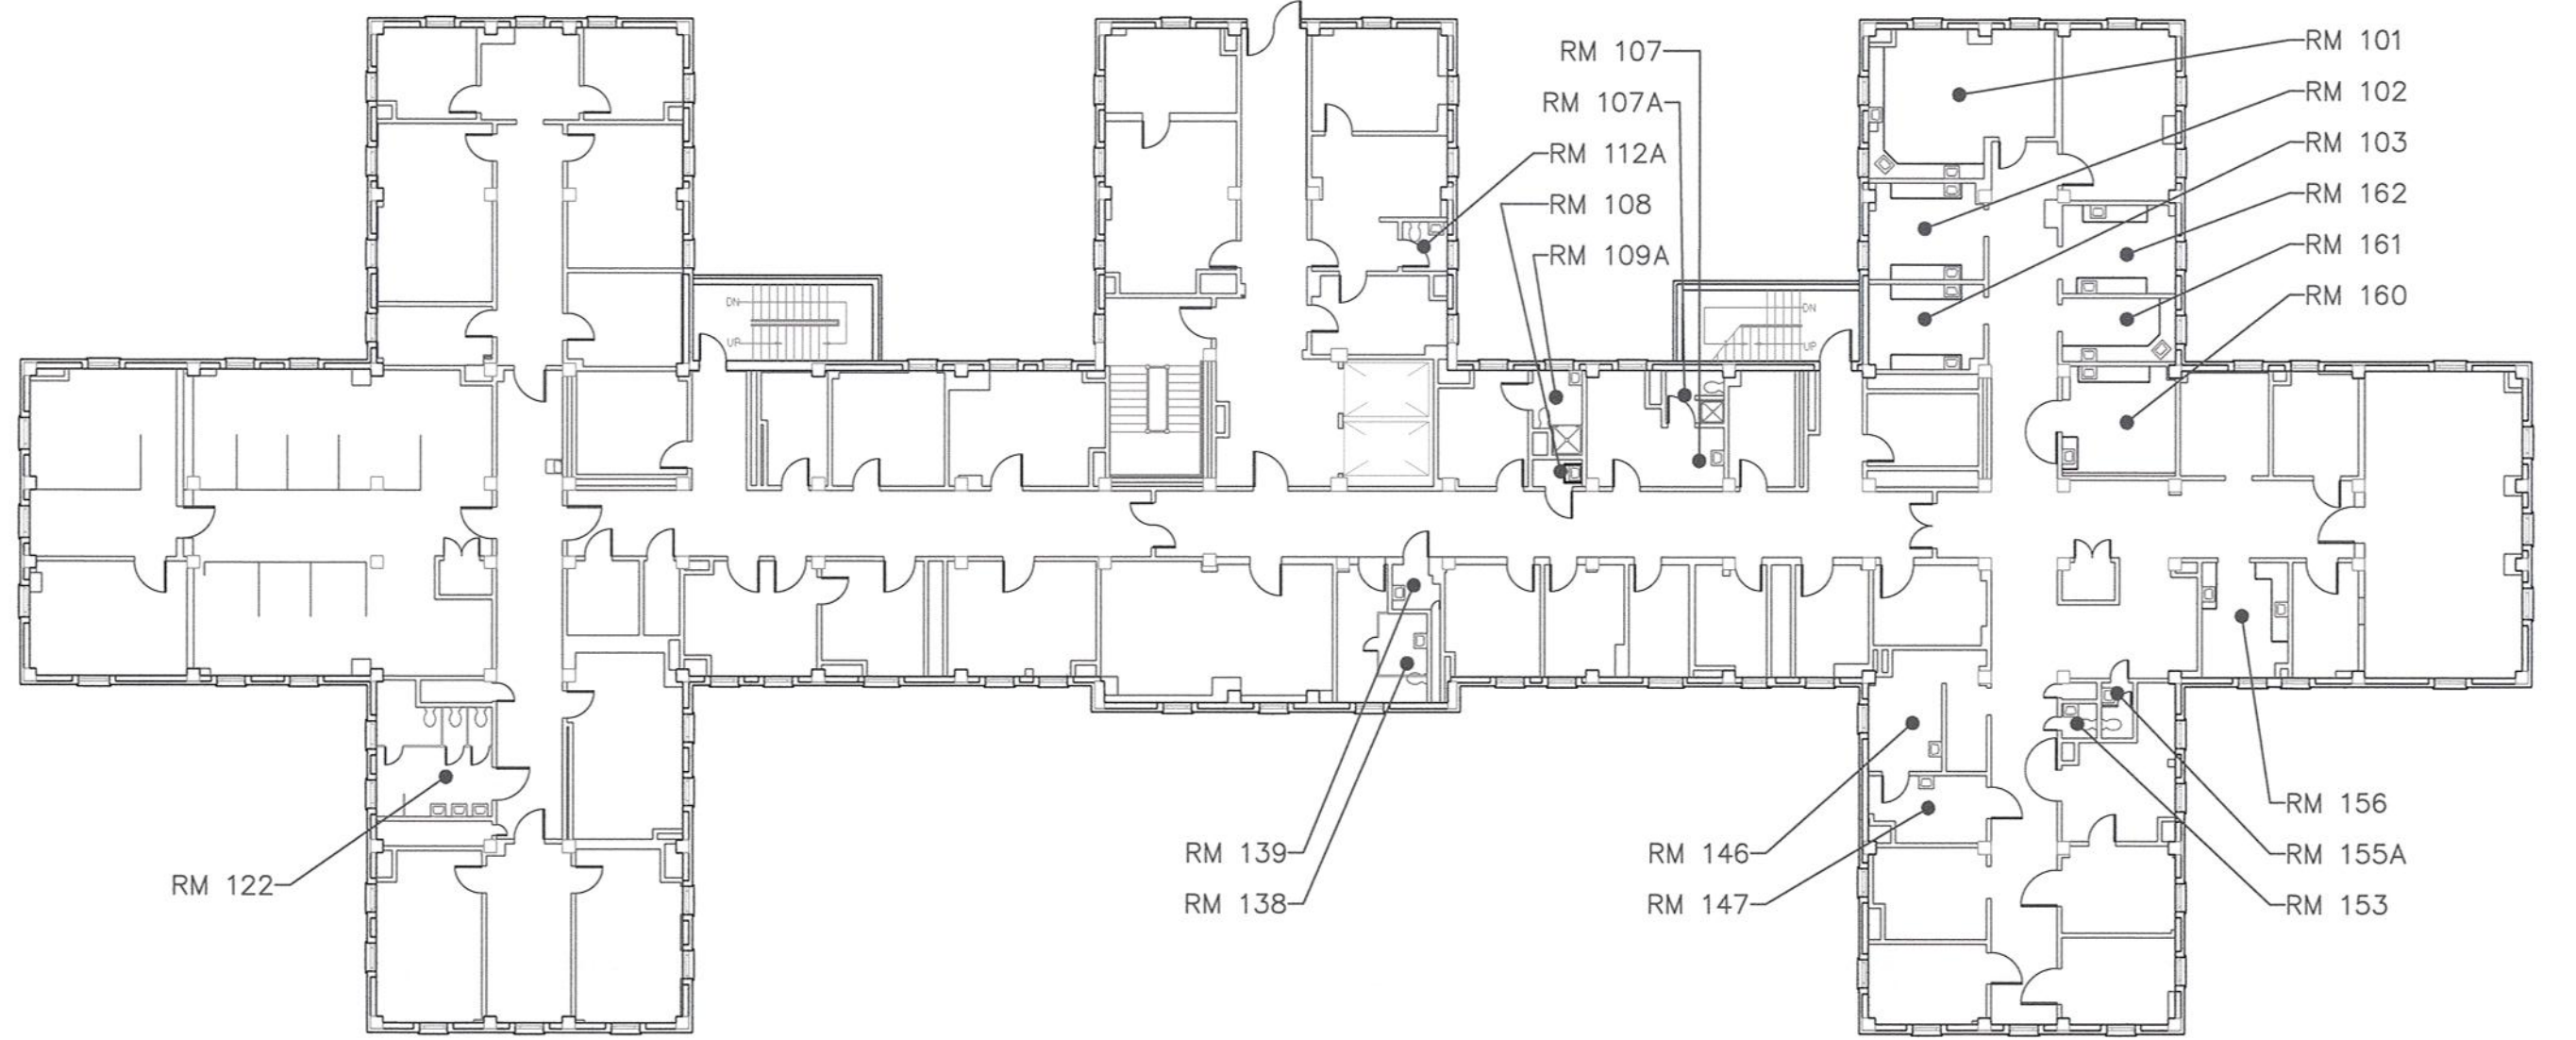 RM 101
RM 107
RM 102
RM 107A
RM 103
RM 112A
RM 162
RM 108
RM 161
RM 109A
RM 160
DN
DN
UP
UP
RM 156
RM 139
RM 146
RM 155A
RM 122
RM 138
RM 147
RM 153